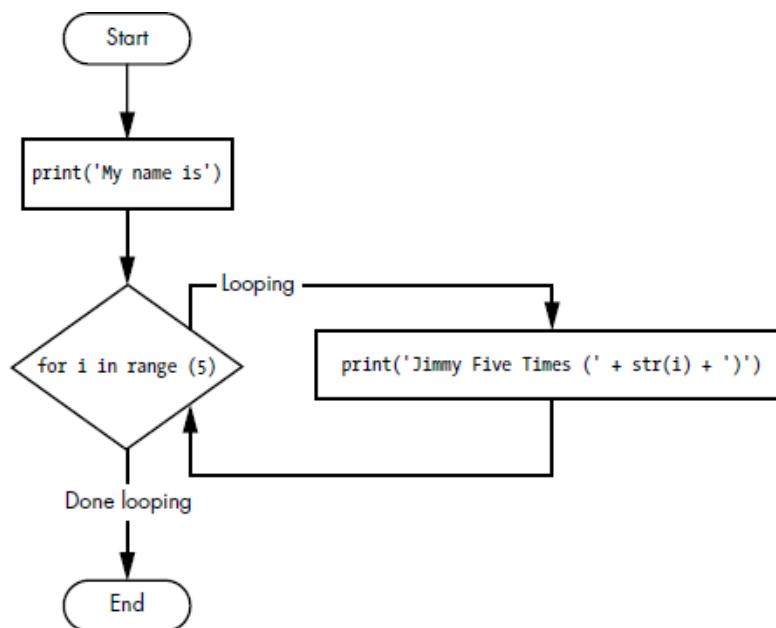 Start
print('My name is')
Looping
for i in range (5)
print('Jimmy Five Times (' + str(i) + ')')
Done looping
End